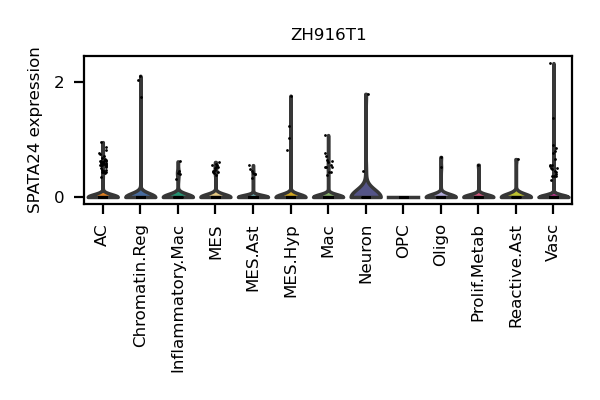 ZH916T1
SPATA24 expression
2
0
AC
Chromatin.Reg
Inflammatory.Mac
MES
MES.Ast
MES.Hyp
Mac
Neuron
OPC
Oligo
Prolif.Metab
Reactive.Ast
Vasc